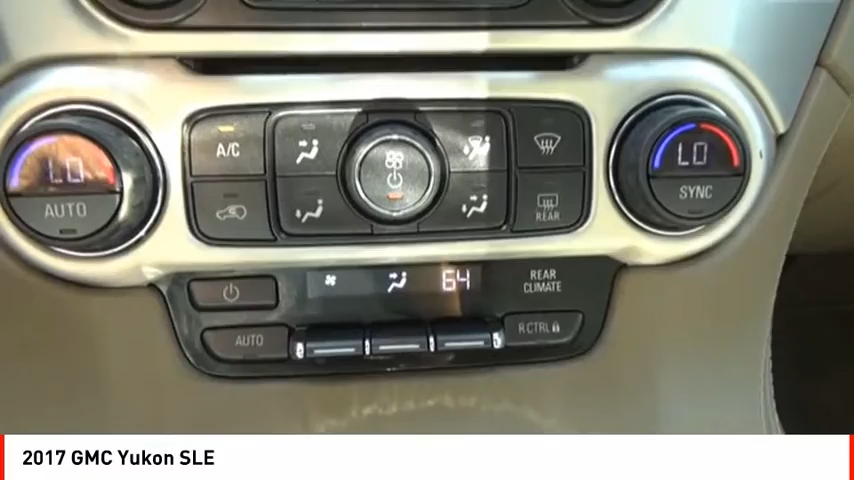 LO
AUTO
A/C
REAR
LO
SYNC
64
REAR
CLIMATE
AUTO
R CTRL
2017 GMC Yukon SLE